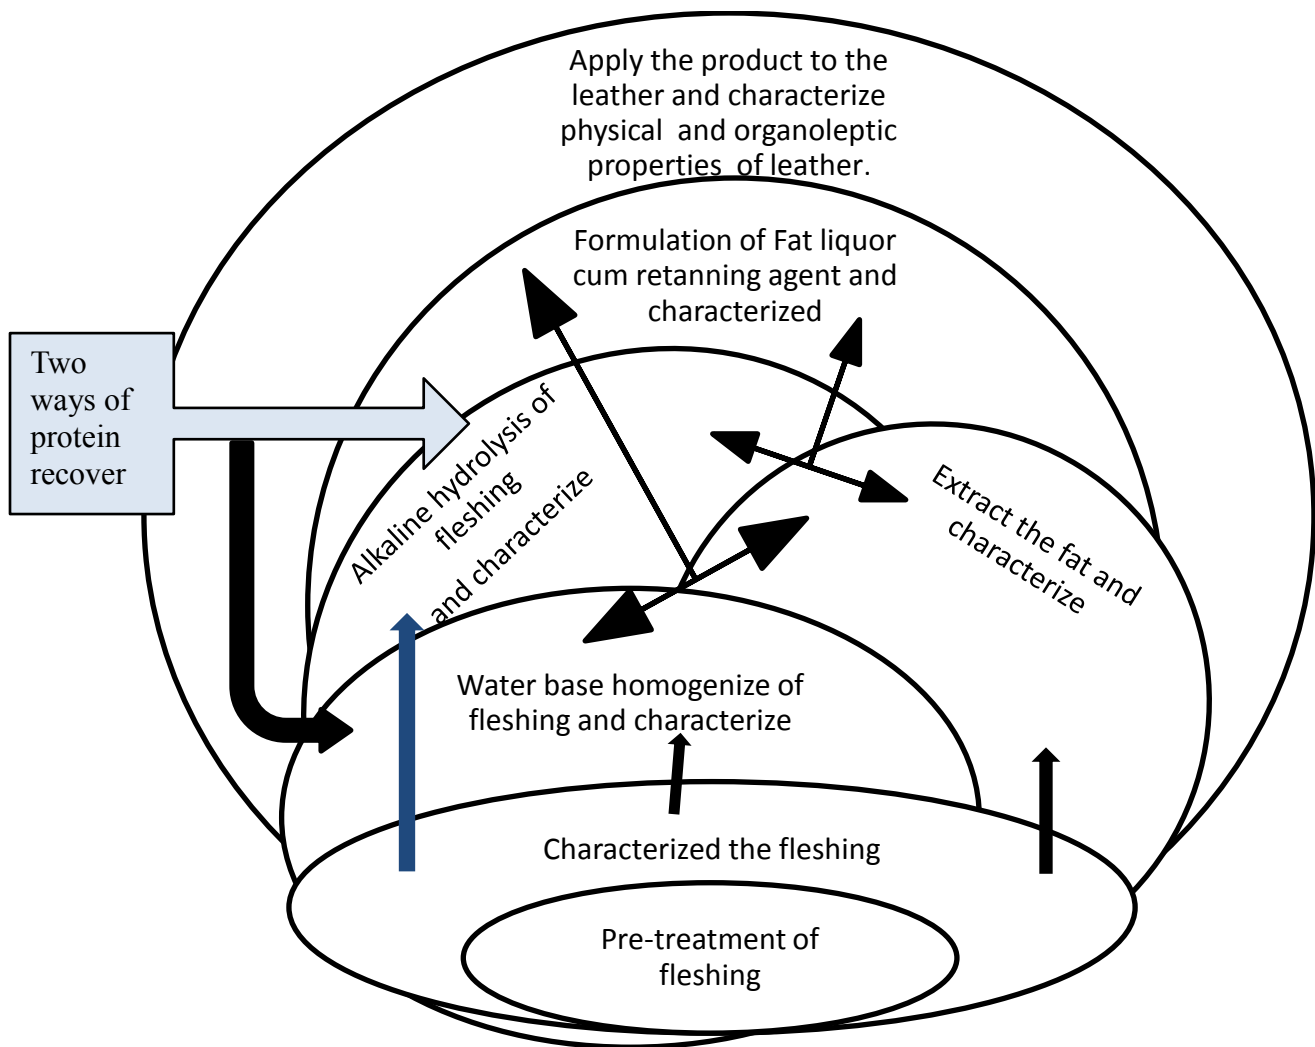 Apply the product to the
leather and characterize
physical and organoleptic
properties of leather.
Formulation of Fat liquor
cum retanning agent and
characterized
Two
ways of
protein
recover
Alkaline hydrolysis of
fleshing
and characterize
Extract the fat and
characterize
Water base homogenize of
fleshing and characterize
Characterized the fleshing
Pre-treatment of
fleshing